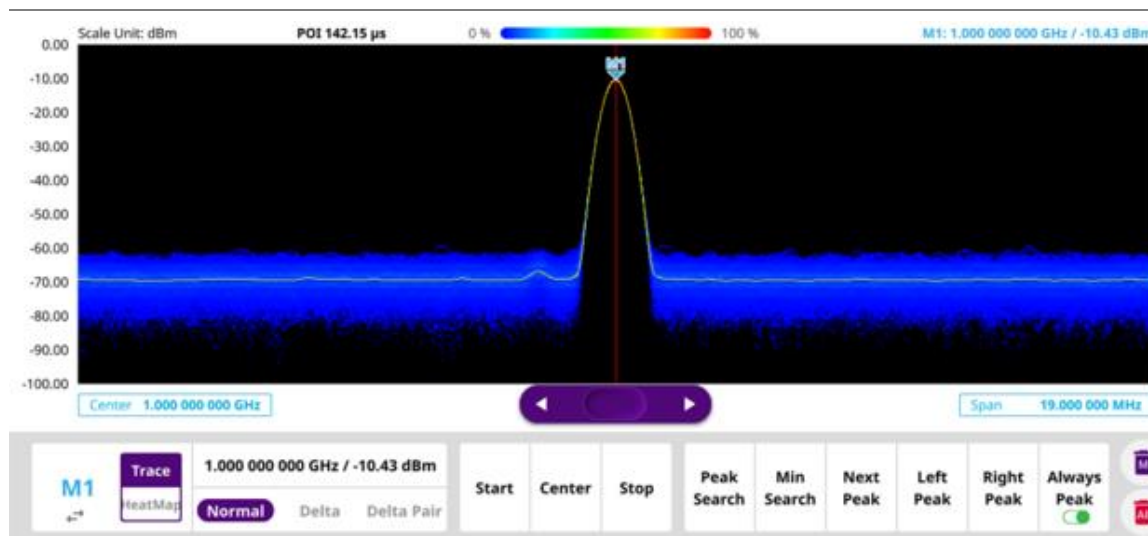 Scale Unit: dBm POI 142.15 µs 0 % 100 % M1: 1.000 000 000 GHz / -10.43 dBm
0.00
M1
-10.00
-20.00
-30.00
-40.00
-50.00
-60.00
-70.00
-80.00
-90.00
-100.00
Center 1.000 000 000 GHz Span 19.000 000 MHz
M1
Trace
HeatMap
1.000 000 000 GHz / -10.43 dBm
Normal Delta Delta Pair
Start Center Stop
Peak Search
Min Search
Next Peak
Left Peak
Right Peak
Always Peak